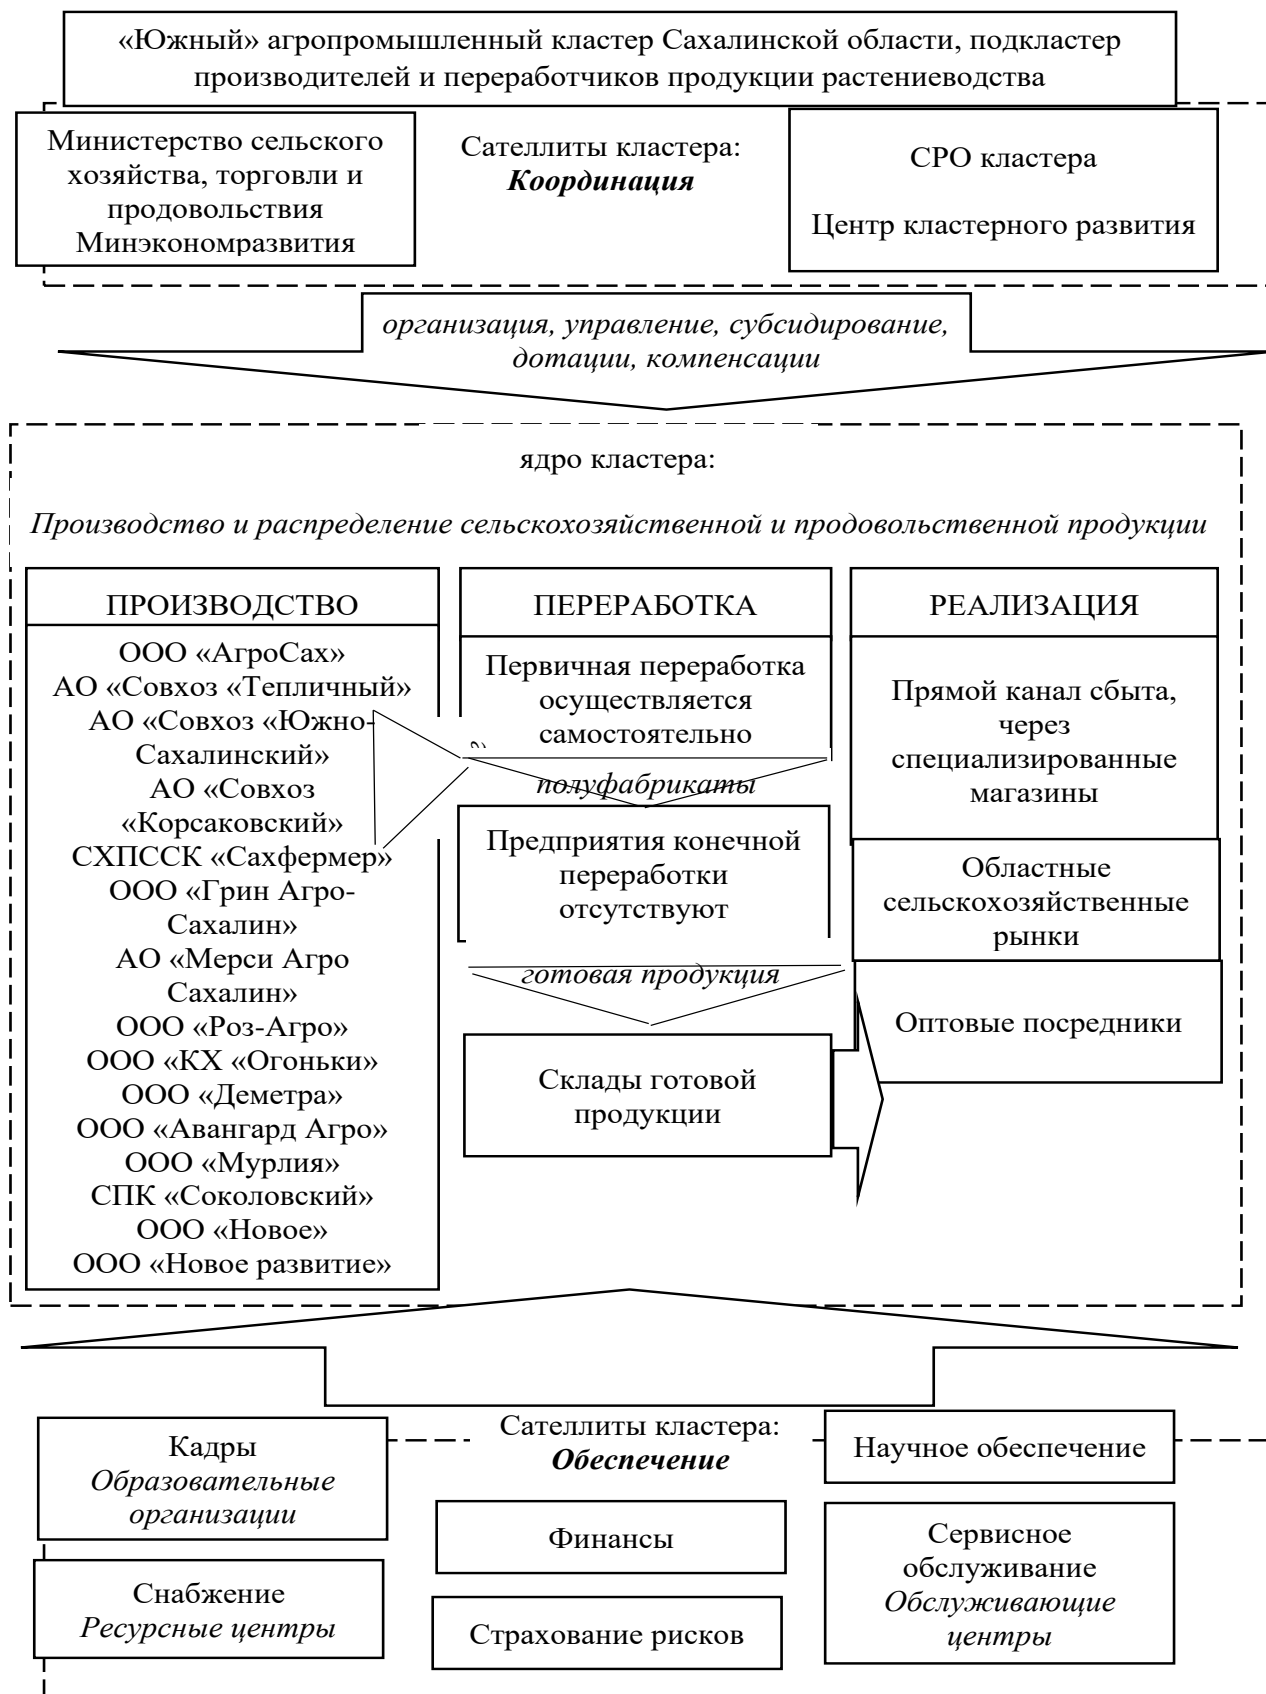 «Южный» агропромышленный кластер Сахалинской области, подкластер
производителей и переработчиков продукции растениеводства
Министерство сельского
хозяйства, торговли и
продовольствия
Минэкономразвития
Сателлиты кластера:
Координация
СРО кластера
Центр кластерного развития
организация, управление, субсидирование,
дотации, компенсации
ядро кластера:
Производство и распределение сельскохозяйственной и продовольственной продукции
ПРОИЗВОДСТВО
ООО «АгроСах»
АО «Совхоз «Тепличный»
АО «Совхоз «Южно-
Сахалинский»
АО «Совхоз
«Корсаковский»
СХПССК «Сахфермер»
ООО «Грин Агро-
Сахалин»
АО «Мерси Агро
Сахалин»
ООО «Роз-Агро»
ООО «КХ «Огоньки»
ООО «Деметра»
ООО «Авангард Агро»
ООО «Мурлия»
СПК «Соколовский»
ООО «Новое»
ООО «Новое развитие»
ПЕРЕРАБОТКА
Первичная переработка
осуществляется
самостоятельно
полуфабрикаты
Предприятия конечной
переработки
отсутствуют
готовая продукция
Склады готовой
продукции
РЕАЛИЗАЦИЯ
Прямой канал сбыта,
через
специализированные
магазины
Областные
сельскохозяйственные
рынки
Оптовые посредники
Сателлиты кластера:
Обеспечение
Кадры
Образовательные
организации
Снабжение
Ресурсные центры
Финансы
Страхование рисков
Научное обеспечение
Сервисное
обслуживание
Обслуживающие
центры